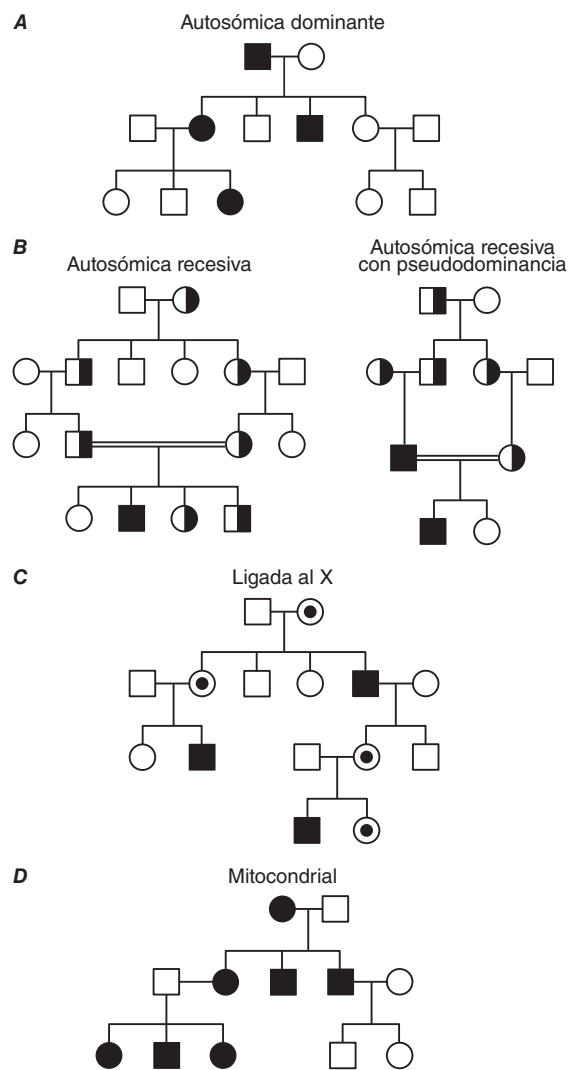 A
Autosómica dominante
B
Autosómica recesiva
Autosómica recesiva
con pseudodominancia
C
Ligada al X
D
Mitocondrial